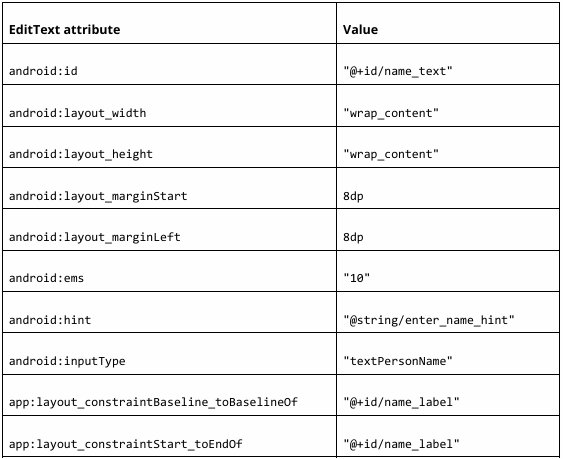 EditText attribute Value
android:id "@+id/name_text"
android:layout_width "wrap_content"
android:layout_height "wrap_content"
android:layout_marginStart 8dp
android:layout_marginLeft 8dp
android:ems "10"
android:hint "@string/enter_name_hint"
android:inputType "textPersonName"
app:layout_constraintBaseline_toBaselineOf "@+id/name_label"
app:layout_constraintStart_toEndOf "@+id/name_label"